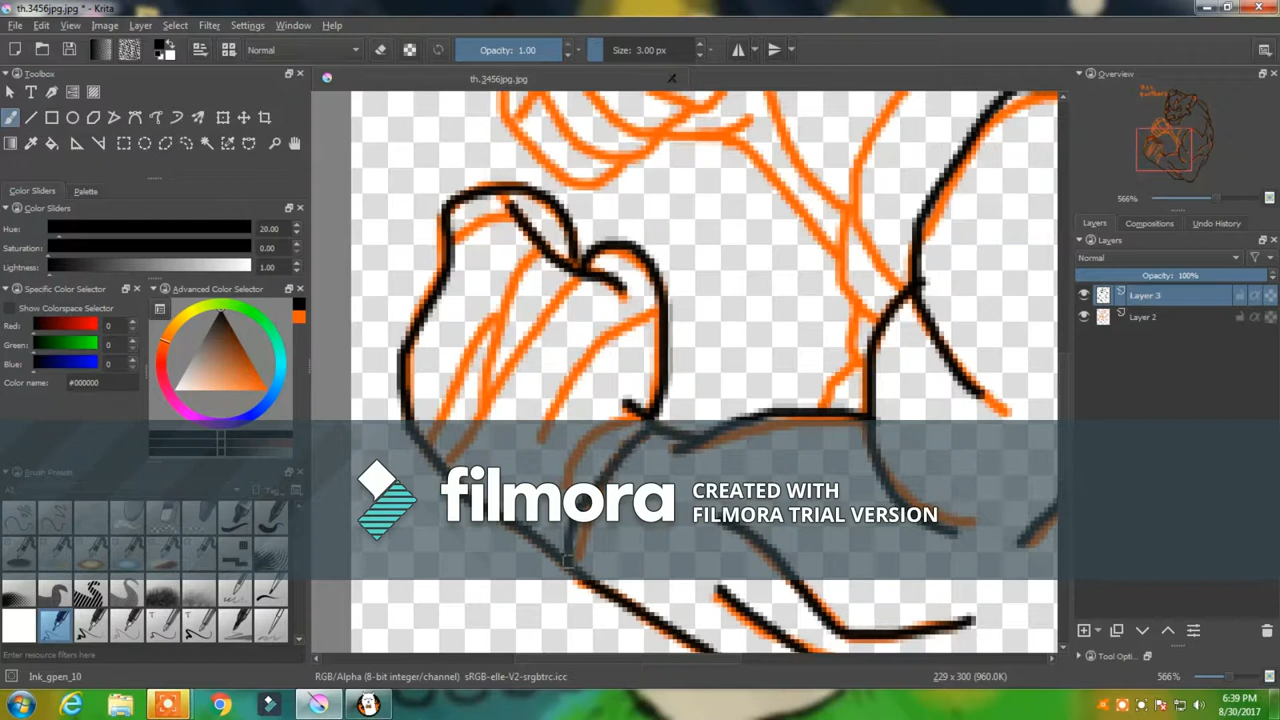 th.3456jpg.jpg * - Krita
File Edit View Image Layer Select Filter Settings Window Help
Normal
Opacity: 1.00
Size: 3.00 px
Toolbox
th.3456jpg.jpg
Overview
566%
Color Sliders
Palette
Color Sliders
Hue:
20.00
Saturation:
0.00
Lightness:
1.00
Specific Color Selector
Advanced Color Selector
Show Colorspace Selector
Red:
0
Green:
0
Blue:
0
Color name:
#000000
Layers
Compositions
Undo History
Layers
Normal
Opacity: 100%
Layer 3
Layer 2
Brush Presets
All
Tag
filmora
CREATED WITH
FILMORA TRIAL VERSION
Enter resource filters here
Tool Opti...
Ink_gpen_10
RGB/Alpha (8-bit integer/channel) sRGB-elle-V2-srgbtrc.icc
229 x 300 (960.0K)
566%
6:39 PM
8/30/2017